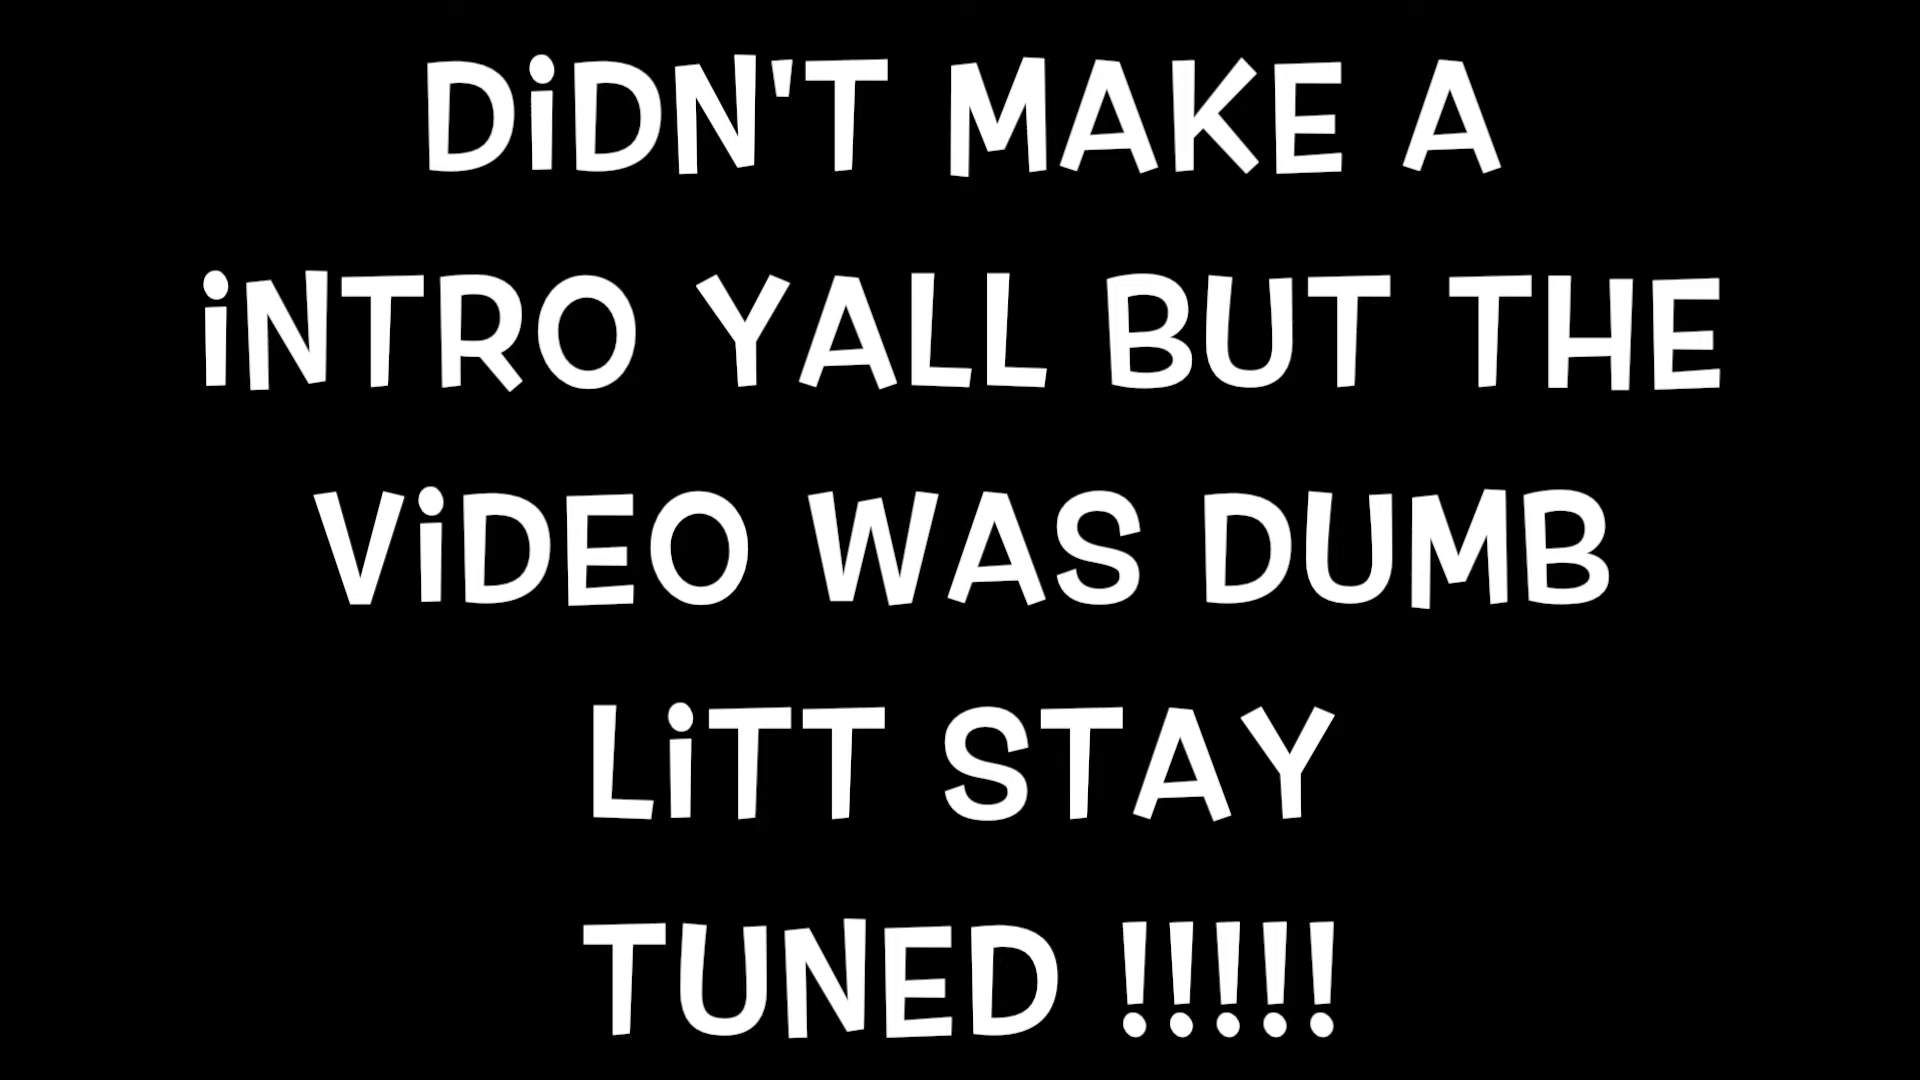 DiDN'T MAKE A
iNTRO YALL BUT THE
ViDEO WAS DUMB
LiTT STAY
TUNED !!!!!